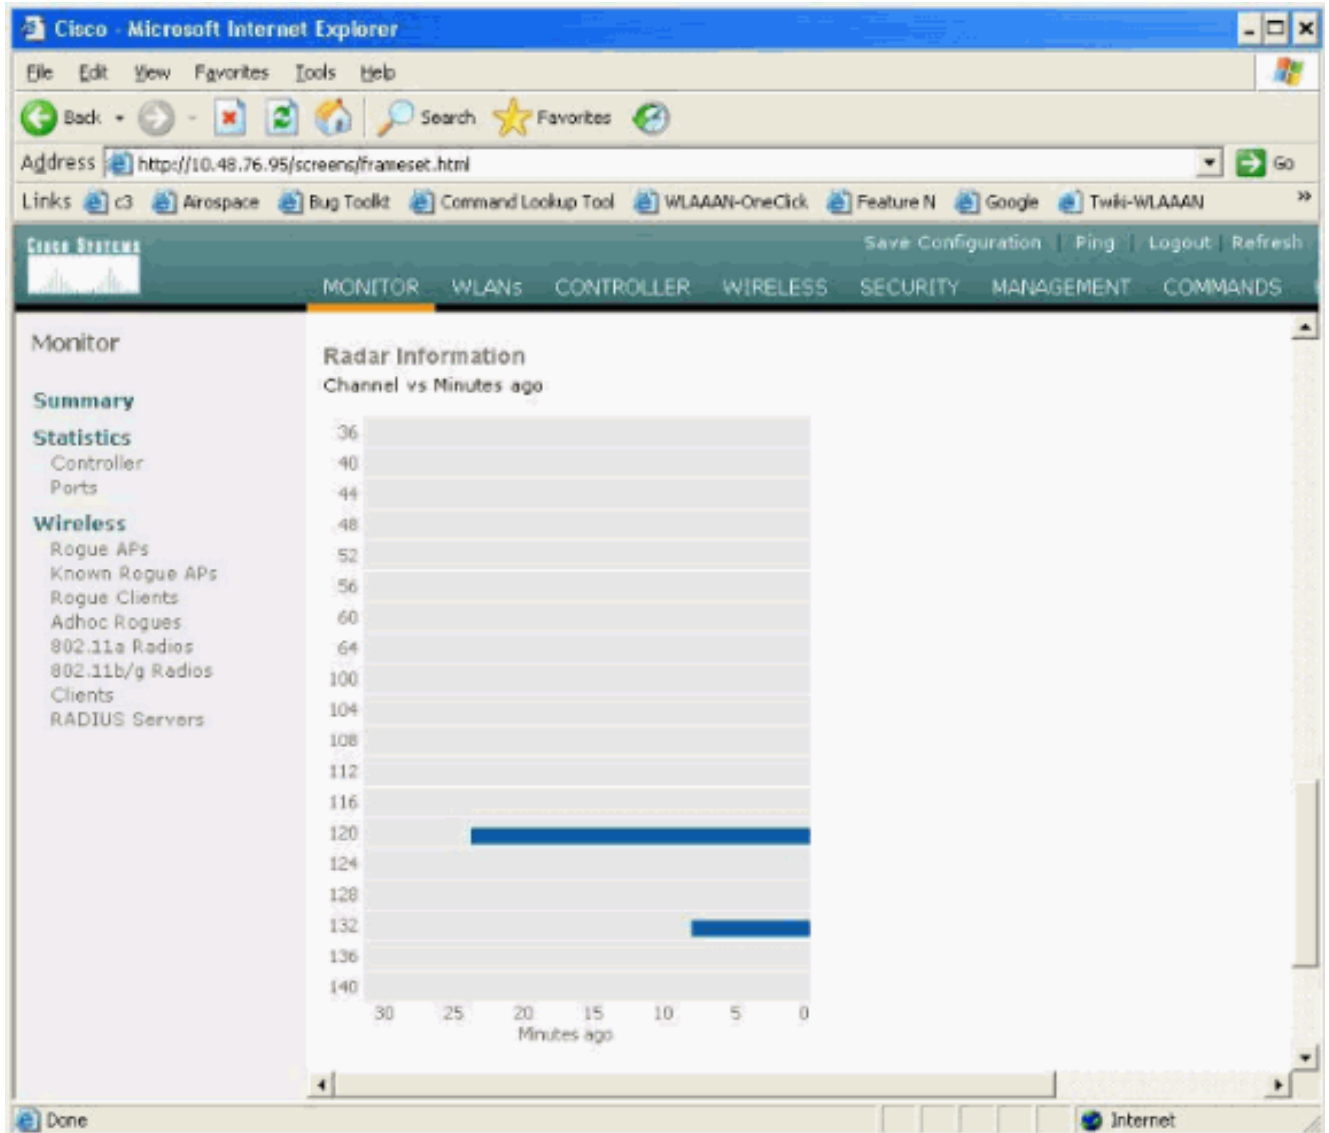 Cisco - Microsoft Internet Explorer
File Edit View Favorites Tools Help
Back Search Favorites
Address http://10.48.76.95/screens/frameset.html Go
Links c3 Airospace Bug Toolkit Command Lookup Tool WLAAAN-OneClick Feature N Google Twiki-WLAAAN »
CISCO SYSTEMS
Save Configuration | Ping | Logout | Refresh
MONITOR WLANs CONTROLLER WIRELESS SECURITY MANAGEMENT COMMANDS
Monitor
Summary
Statistics
Controller
Ports
Wireless
Rogue APs
Known Rogue APs
Rogue Clients
Adhoc Rogues
802.11a Radios
802.11b/g Radios
Clients
RADIUS Servers
Radar Information
Channel vs Minutes ago
36
40
44
48
52
56
60
64
100
104
108
112
116
120
124
128
132
136
140
30 25 20 15 10 5 0
Minutes ago
Done Internet